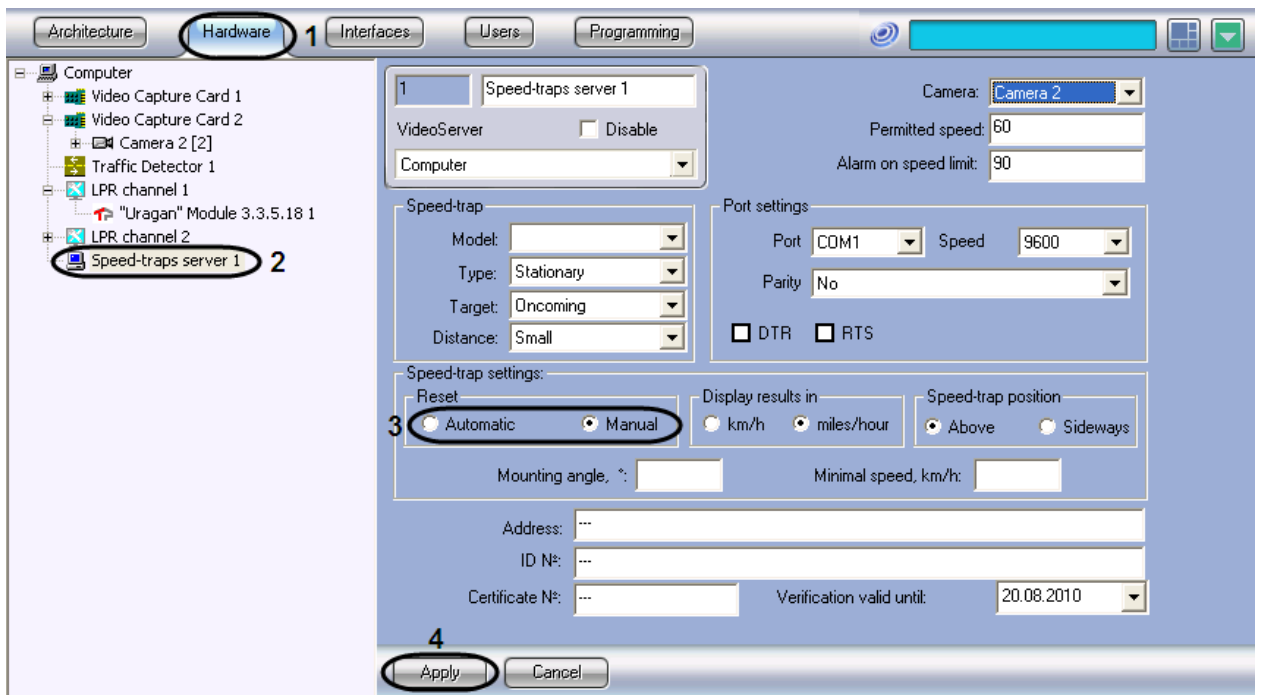 Architecture Hardware 1 Interfaces Users Programming
Computer
Video Capture Card 1
Video Capture Card 2
Camera 2 [2]
Traffic Detector 1
LPR channel 1
"Uragan" Module 3.3.5.18 1
LPR channel 2
Speed-traps server 1 2
1 Speed-traps server 1
VideoServer Disable
Computer
Camera: Camera 2
Permitted speed: 60
Alarm on speed limit: 90
Speed-trap
Model:
Type: Stationary
Target: Oncoming
Distance: Small
Port settings
Port COM1 Speed 9600
Parity No
DTR RTS
Speed-trap settings:
Reset
3 Automatic Manual
Display results in
km/h miles/hour
Speed-trap position
Above Sideways
Mounting angle, °: Minimal speed, km/h:
Address: ---
ID Nº: ---
Certificate Nº: --- Verification valid until: 20.08.2010
4
Apply Cancel